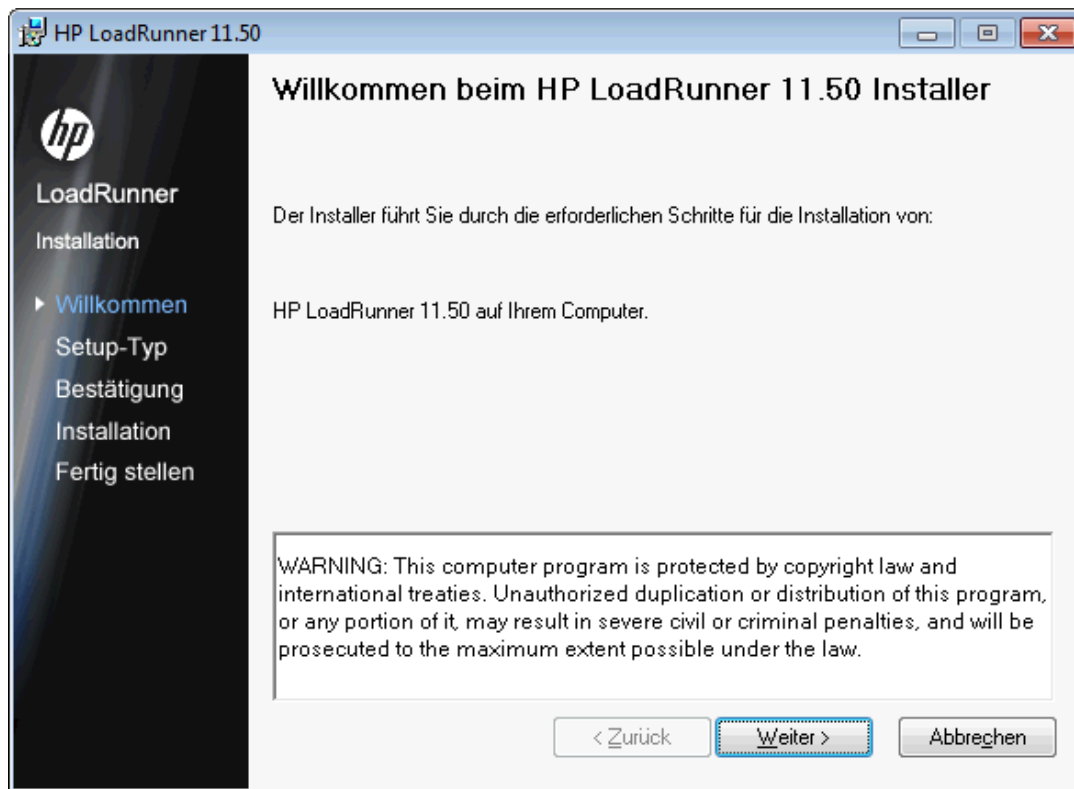 HP LoadRunner 11.50
hp
LoadRunner
Installation
Willkommen
Setup-Typ
Bestätigung
Installation
Fertig stellen
Willkommen beim HP LoadRunner 11.50 Installer
Der Installer führt Sie durch die erforderlichen Schritte für die Installation von:
HP LoadRunner 11.50 auf Ihrem Computer.
WARNING: This computer program is protected by copyright law and
international treaties. Unauthorized duplication or distribution of this program,
or any portion of it, may result in severe civil or criminal penalties, and will be
prosecuted to the maximum extent possible under the law.
< Zurück
Weiter >
Abbrechen